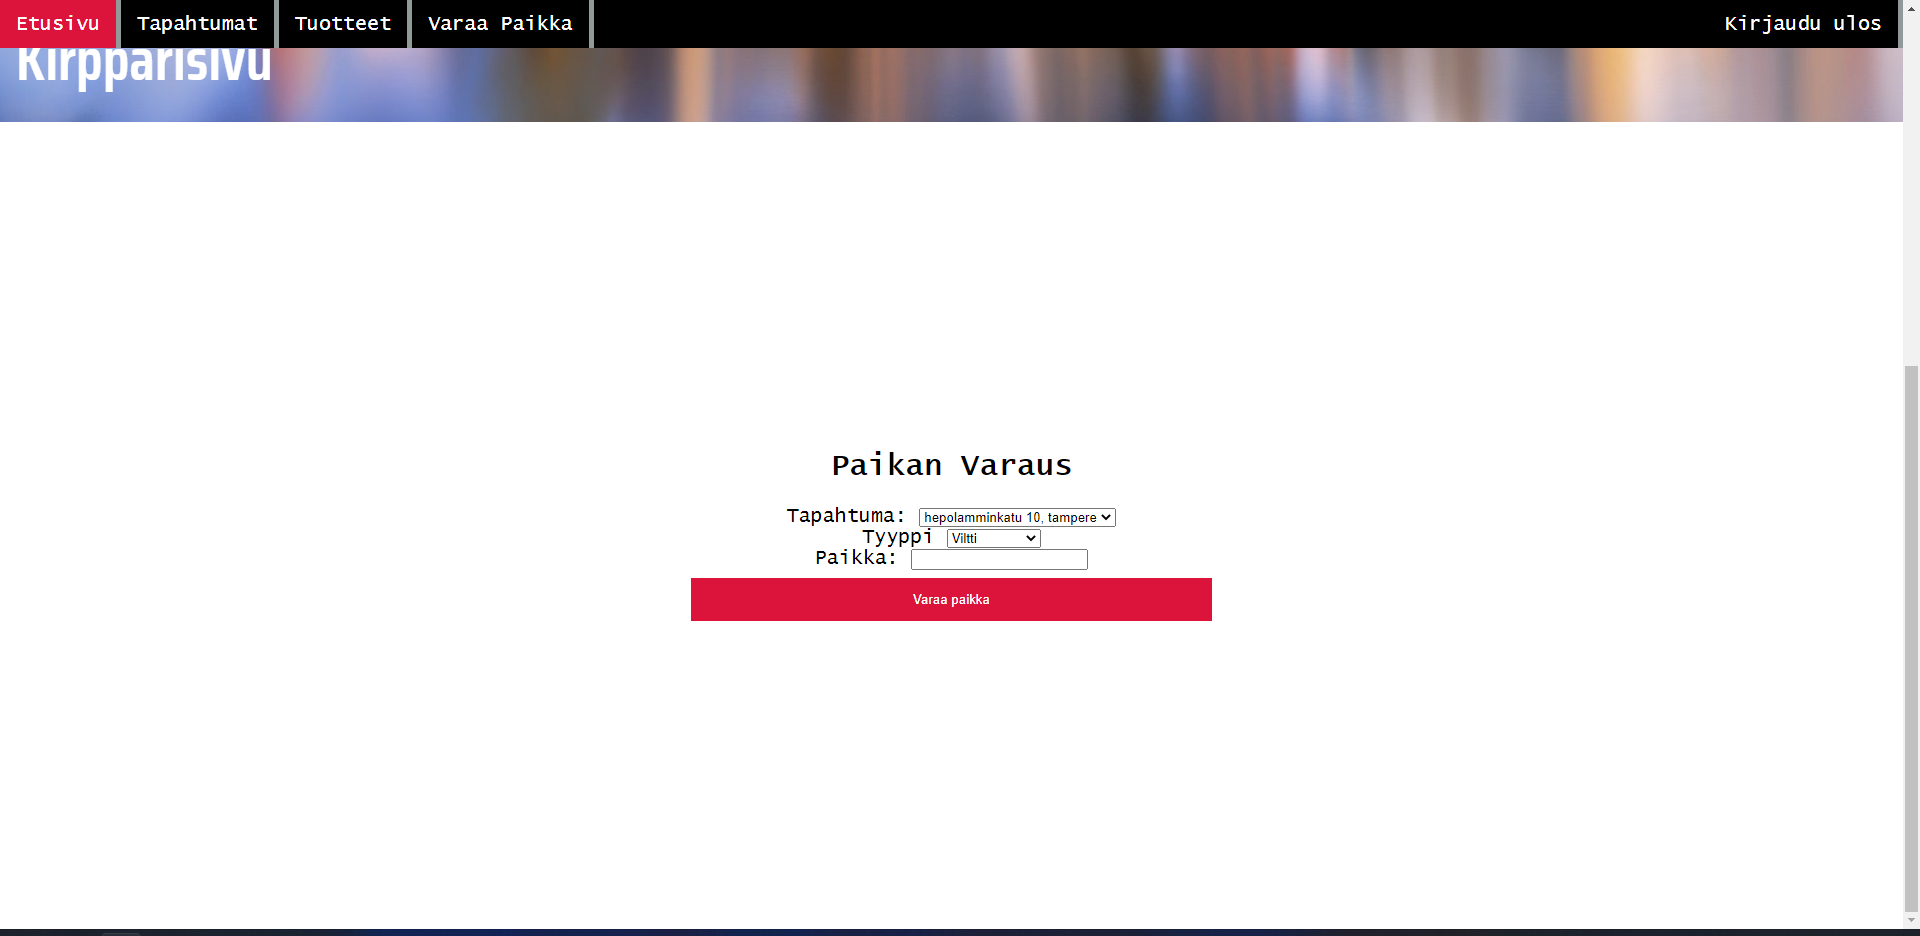 Etusivu Tapahtumat Tuotteet Varaa Paikka Kirjaudu ulos
Kirpparisivu
Paikan Varaus
Tapahtuma: hepolamminkatu 10, tampere
Tyyppi Viltti
Paikka:
Varaa paikka